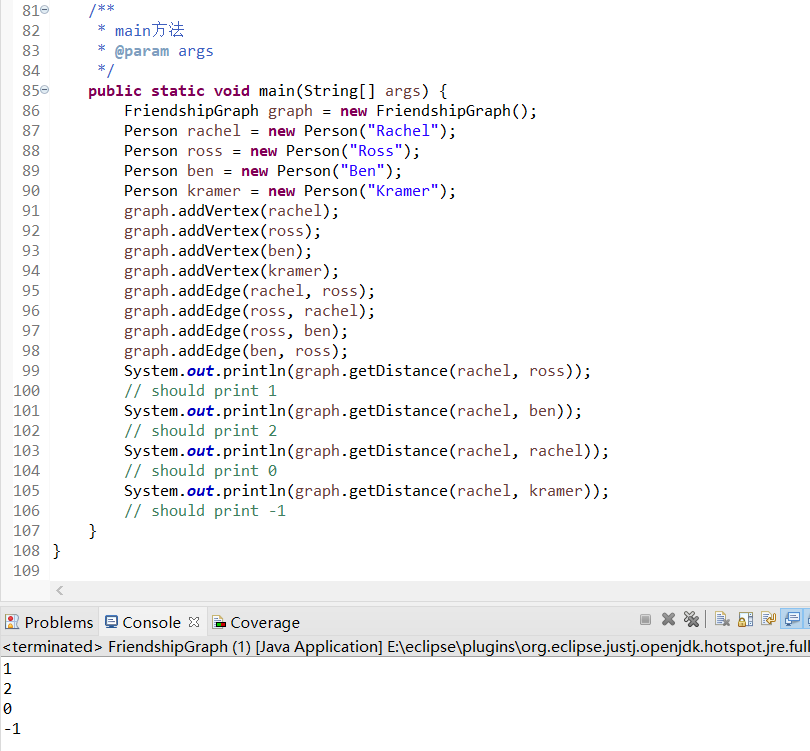 81 /**
82 * main方法
83 * @param args
84 */
85 public static void main(String[] args) {
86 FriendshipGraph graph = new FriendshipGraph();
87 Person rachel = new Person("Rachel");
88 Person ross = new Person("Ross");
89 Person ben = new Person("Ben");
90 Person kramer = new Person("Kramer");
91 graph.addVertex(rachel);
92 graph.addVertex(ross);
93 graph.addVertex(ben);
94 graph.addVertex(kramer);
95 graph.addEdge(rachel, ross);
96 graph.addEdge(ross, rachel);
97 graph.addEdge(ross, ben);
98 graph.addEdge(ben, ross);
99 System.out.println(graph.getDistance(rachel, ross));
100 // should print 1
101 System.out.println(graph.getDistance(rachel, ben));
102 // should print 2
103 System.out.println(graph.getDistance(rachel, rachel));
104 // should print 0
105 System.out.println(graph.getDistance(rachel, kramer));
106 // should print -1
107 }
108 }
109
Problems Console Coverage
<terminated> FriendshipGraph (1) [Java Application] E:\eclipse\plugins\org.eclipse.justj.openjdk.hotspot.jre.full
1
2
0
-1